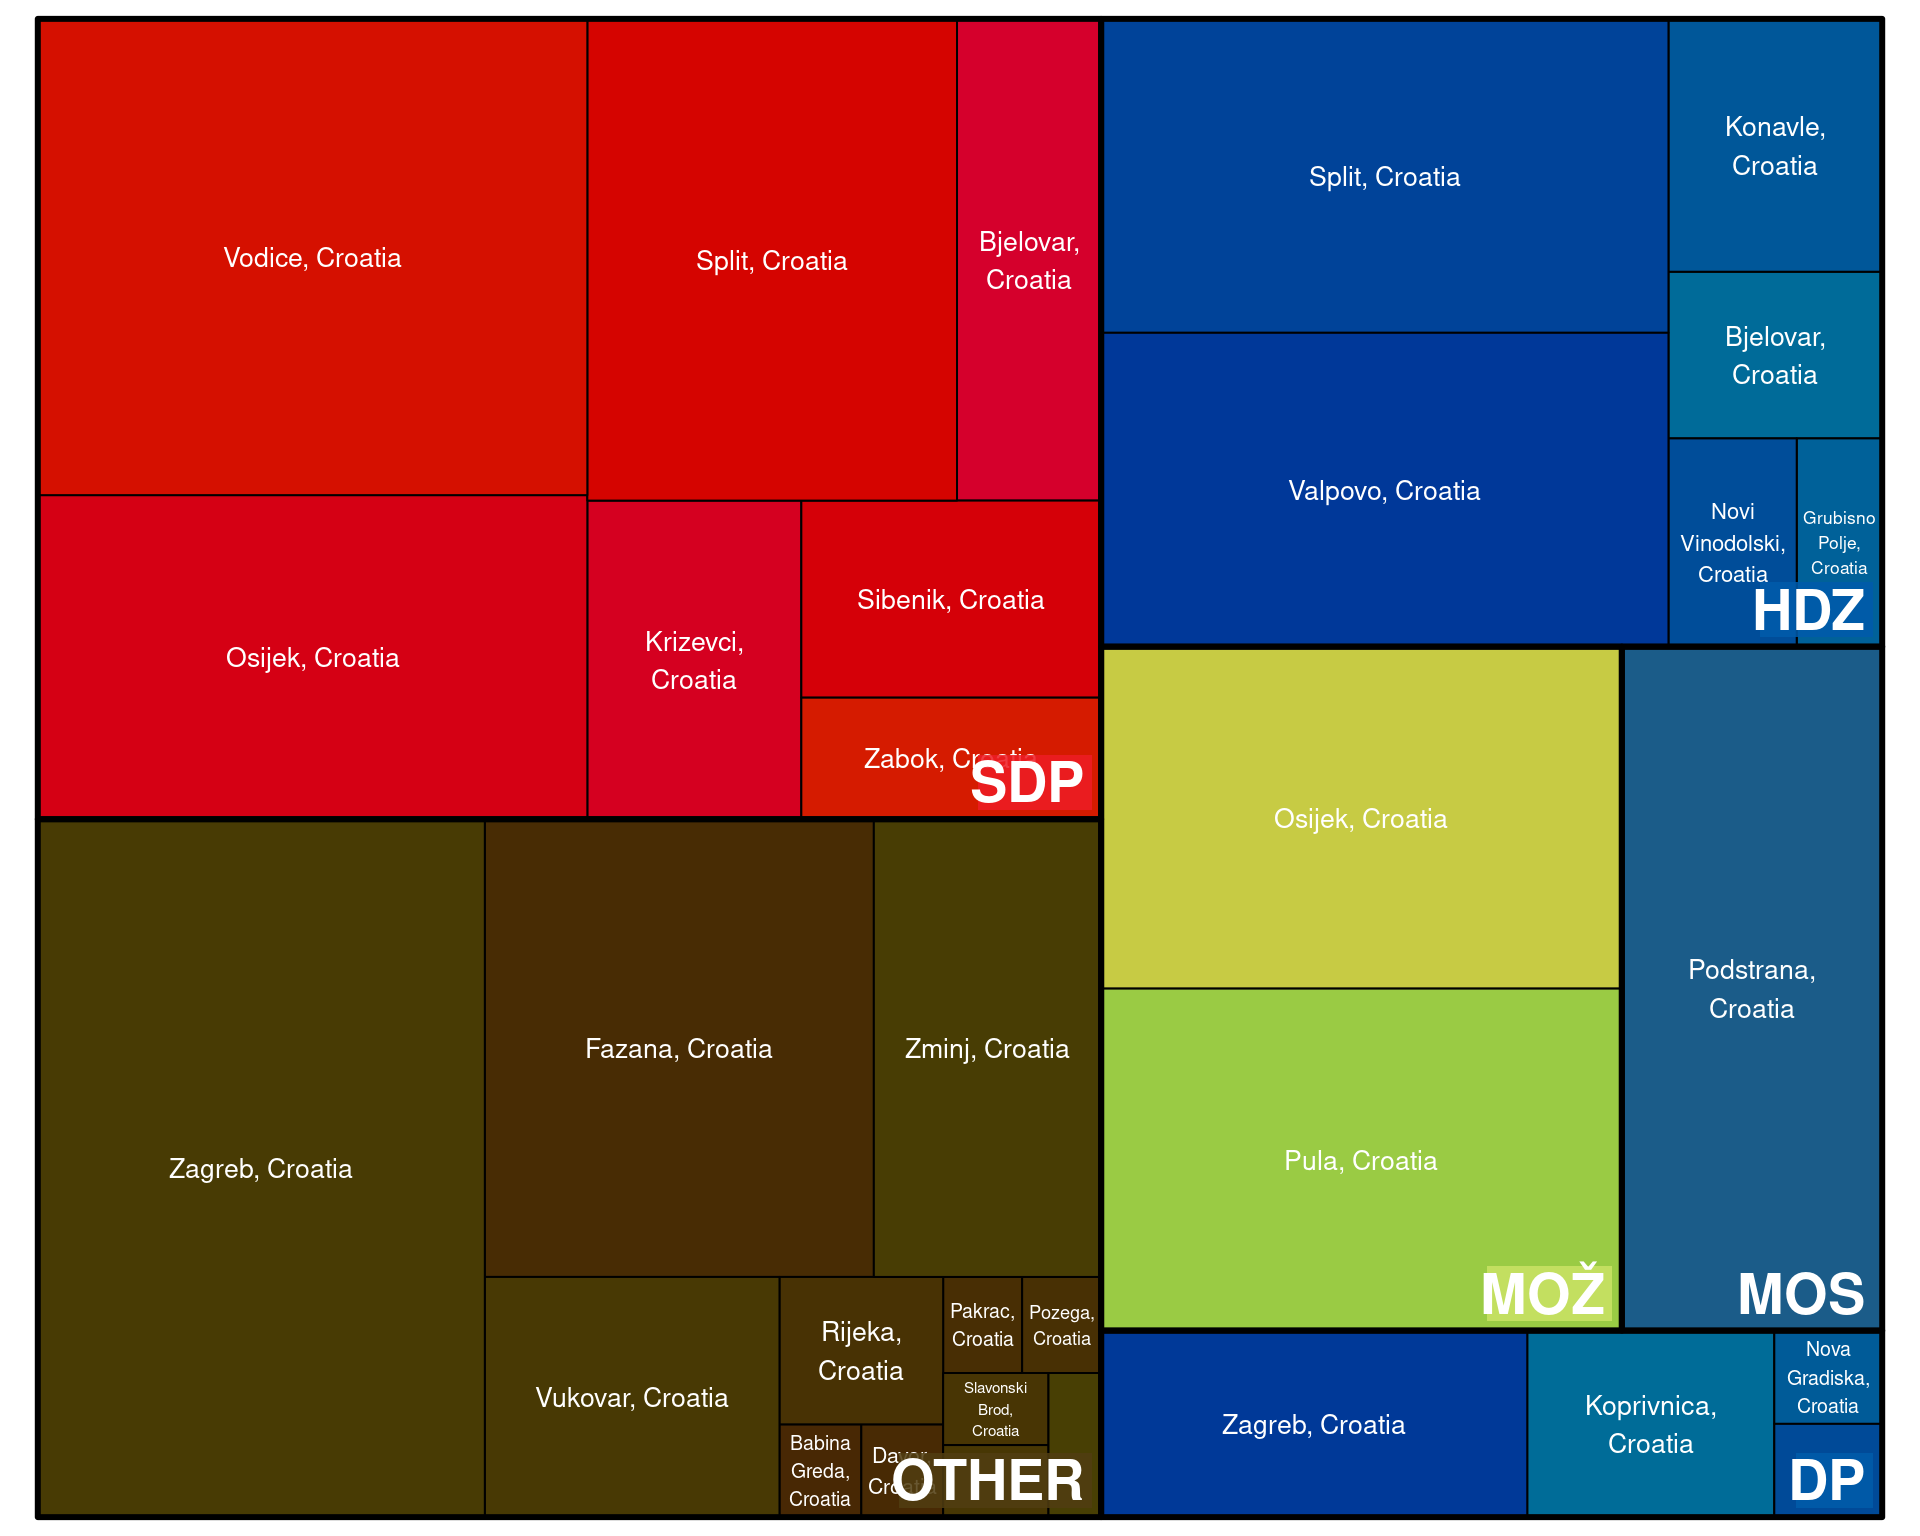 Vodice, Croatia
Split, Croatia
Bjelovar,
Croatia
Osijek, Croatia
Krizevci,
Croatia
Sibenik, Croatia
Zabok, Croatia
SDP
Split, Croatia
Konavle,
Croatia
Bjelovar,
Croatia
Valpovo, Croatia
Novi
Vinodolski,
Croatia
Grubisno
Polje,
Croatia
HDZ
Osijek, Croatia
Pula, Croatia
MOŽ
Podstrana,
Croatia
MOS
Zagreb, Croatia
Fazana, Croatia
Zminj, Croatia
Vukovar, Croatia
Rijeka,
Croatia
Pakrac,
Croatia
Pozega,
Croatia
Slavonski
Brod,
Croatia
Babina
Greda,
Croatia
Davor,
Croatia
OTHER
Zagreb, Croatia
Koprivnica,
Croatia
Nova
Gradiska,
Croatia
DP